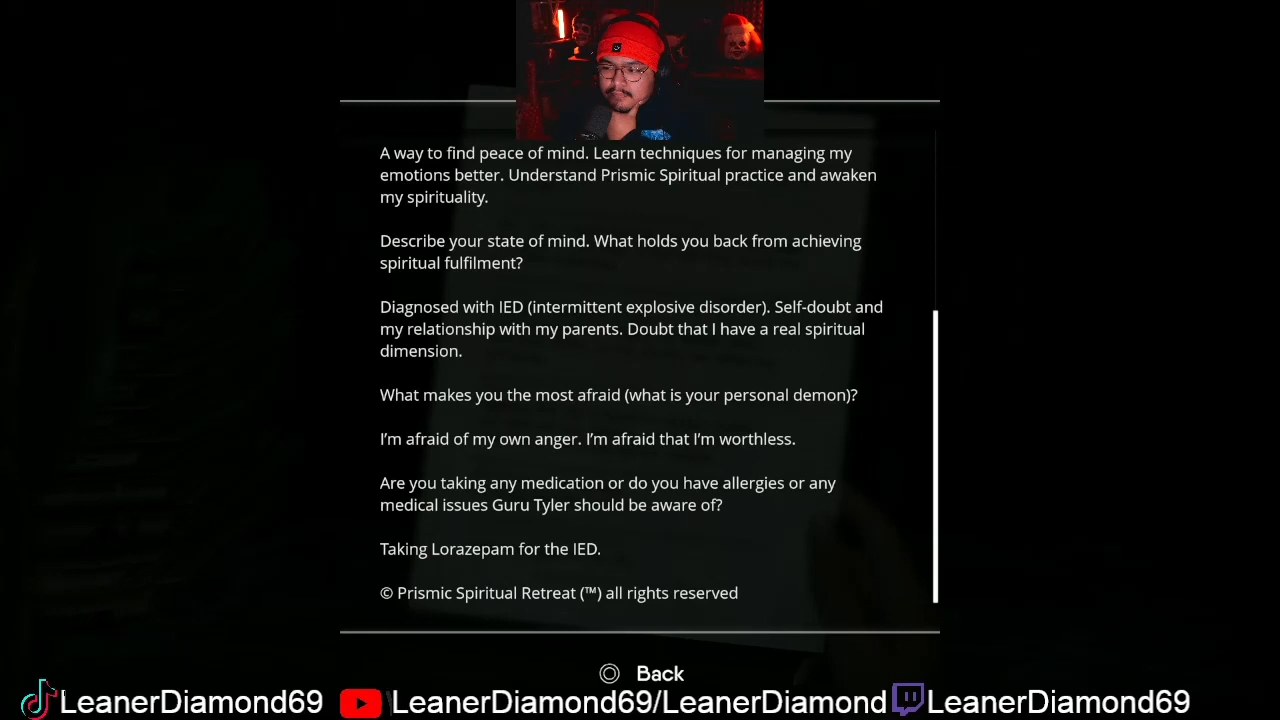 A way to find peace of mind. Learn techniques for managing my
emotions better. Understand Prismic Spiritual practice and awaken
my spirituality.
Describe your state of mind. What holds you back from achieving
spiritual fulfilment?
Diagnosed with IED (intermittent explosive disorder). Self-doubt and
my relationship with my parents. Doubt that I have a real spiritual
dimension.
What makes you the most afraid (what is your personal demon)?
I'm afraid of my own anger. I'm afraid that I'm worthless.
Are you taking any medication or do you have allergies or any
medical issues Guru Tyler should be aware of?
Taking Lorazepam for the IED.
© Prismic Spiritual Retreat (™) all rights reserved
Back
LeanerDiamond69 LeanerDiamond69/LeanerDiamond LeanerDiamond69